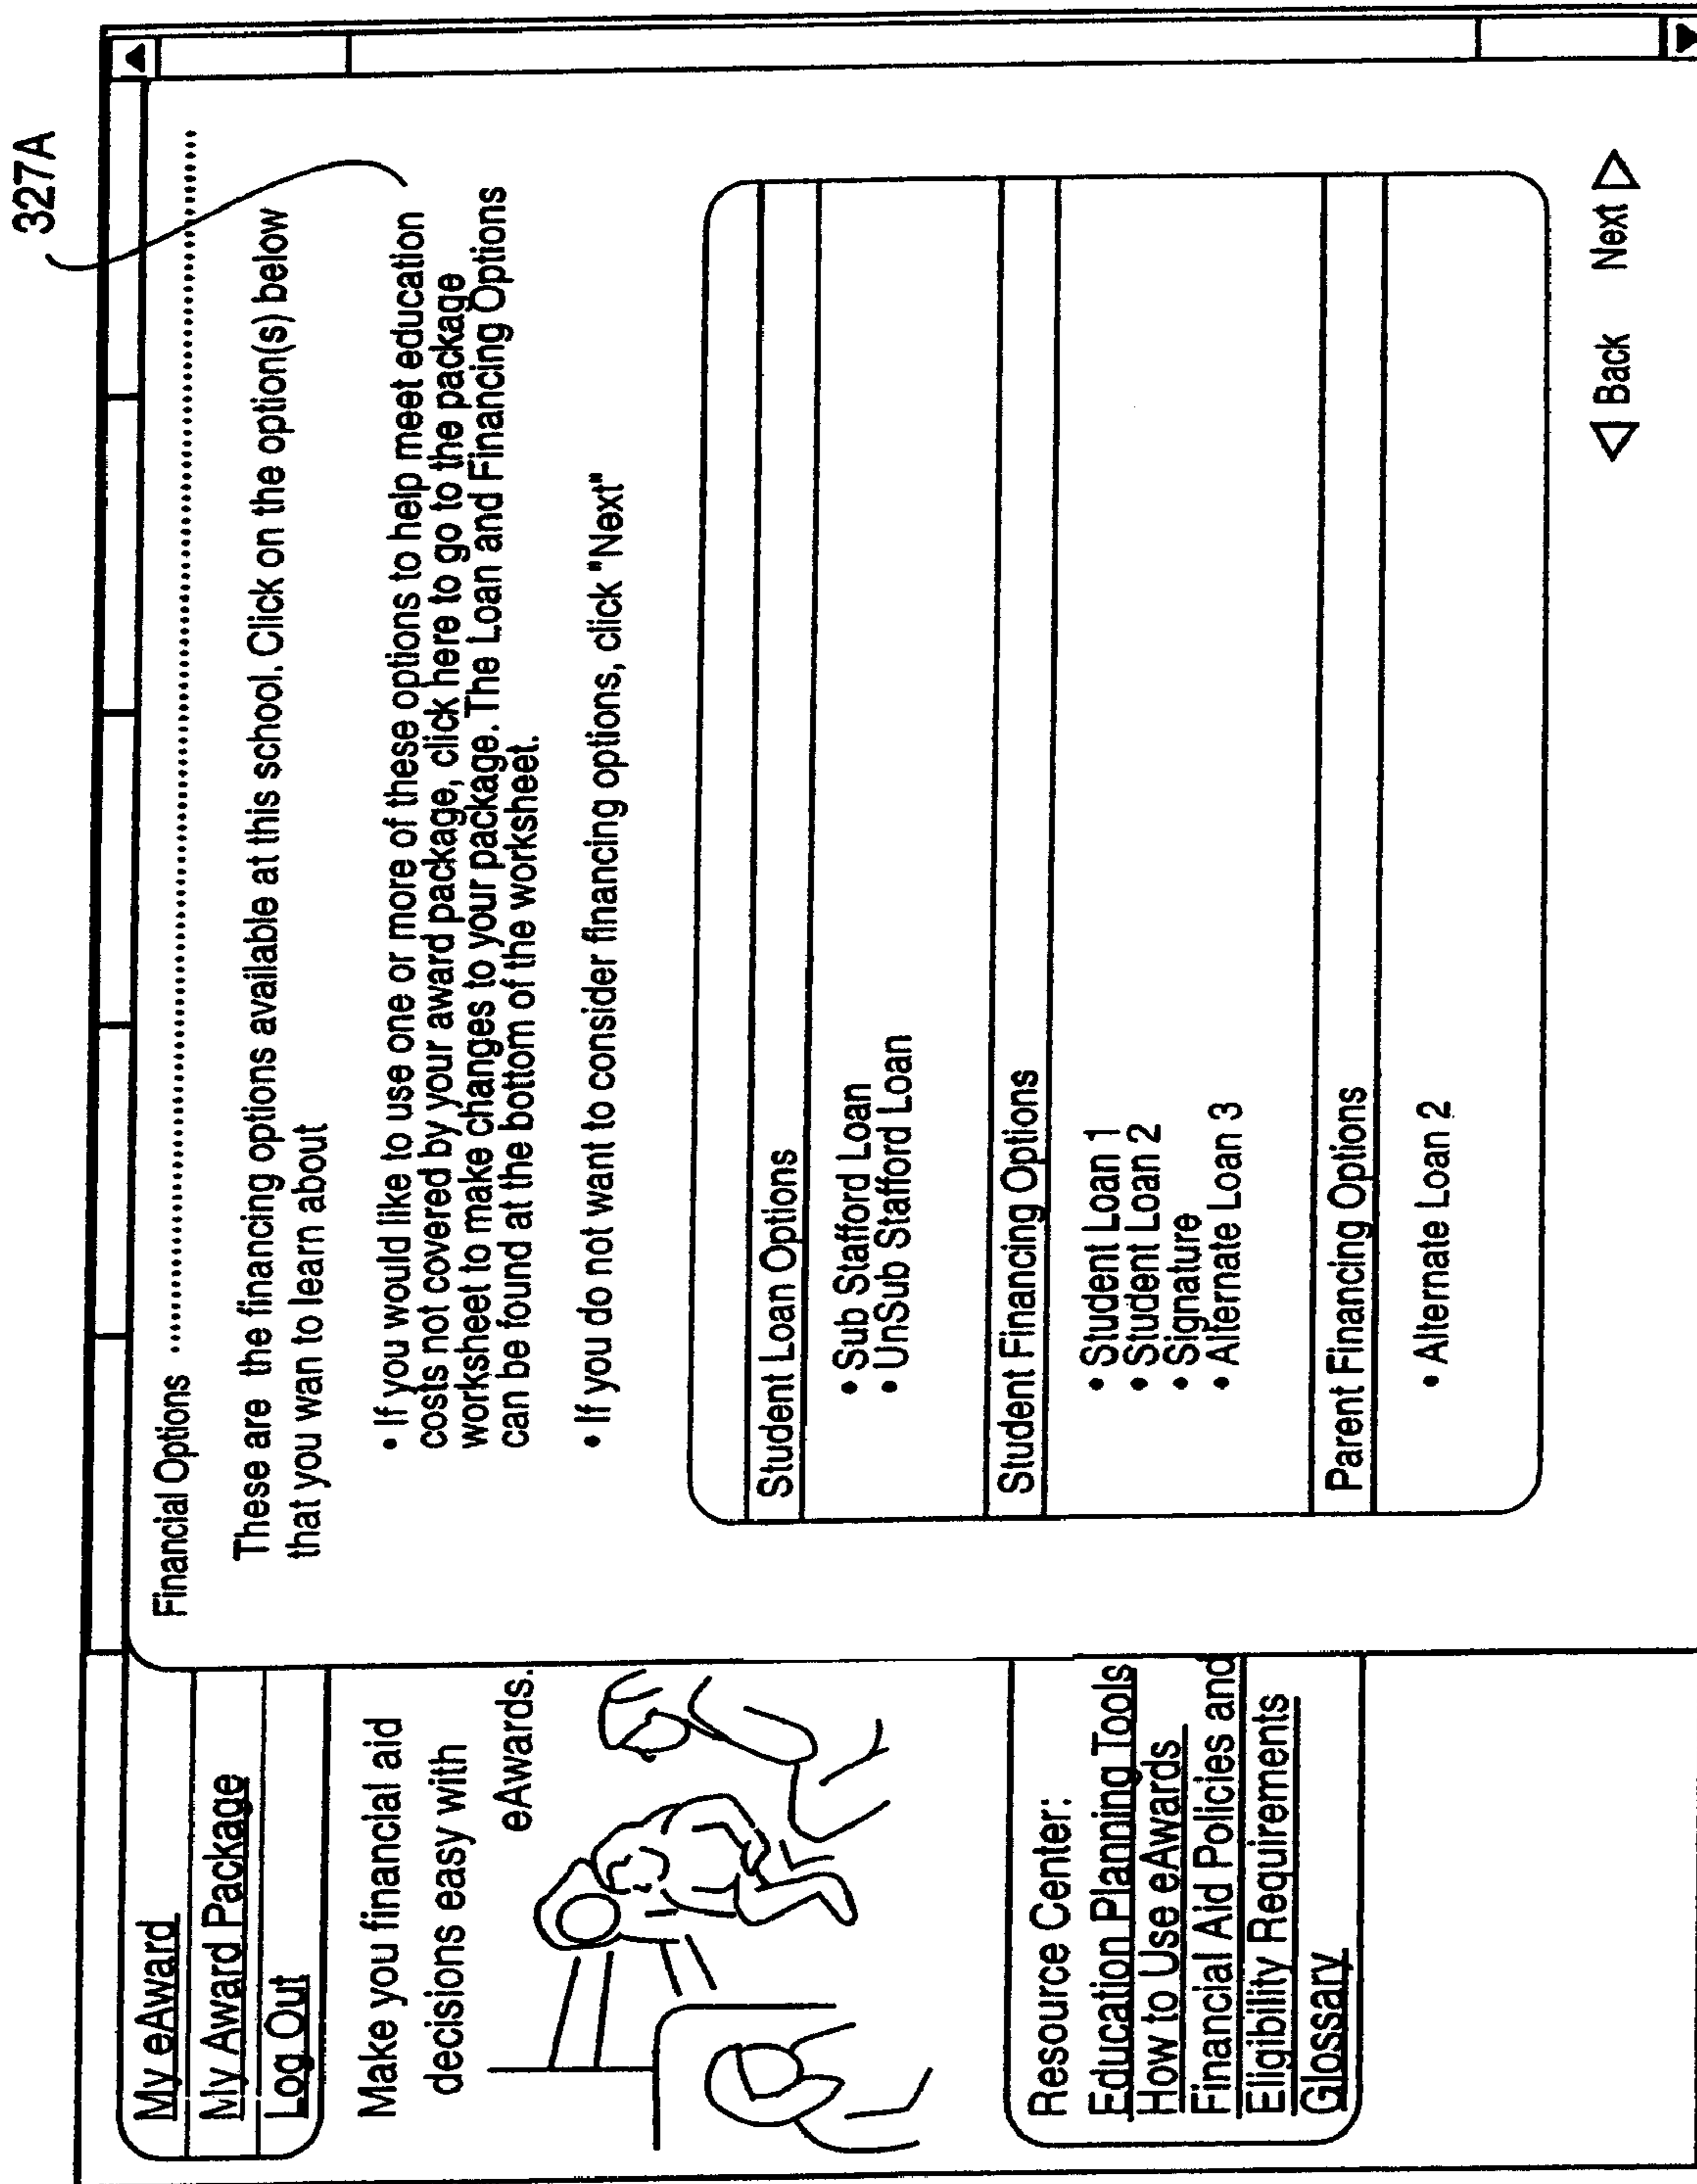 327A
My eAward
My Award Package
Log Out
Make you financial aid
decisions easy with
eAwards.
Resource Center:
Education Planning Tools
How to Use eAwards
Financial Aid Policies and
Eligibility Requirements
Glossary
Financial Options
These are the financing options available at this school. Click on the option(s) below
that you wan to learn about
• If you would like to use one or more of these options to help meet education
costs not covered by your award package, click here to go to the package
worksheet to make changes to your package. The Loan and Financing Options
can be found at the bottom of the worksheet.
• If you do not want to consider financing options, click "Next"
Student Loan Options
• Sub Stafford Loan
• UnSub Stafford Loan
Student Financing Options
• Student Loan 1
• Student Loan 2
• Signature
• Alternate Loan 3
Parent Financing Options
• Alternate Loan 2
Back Next